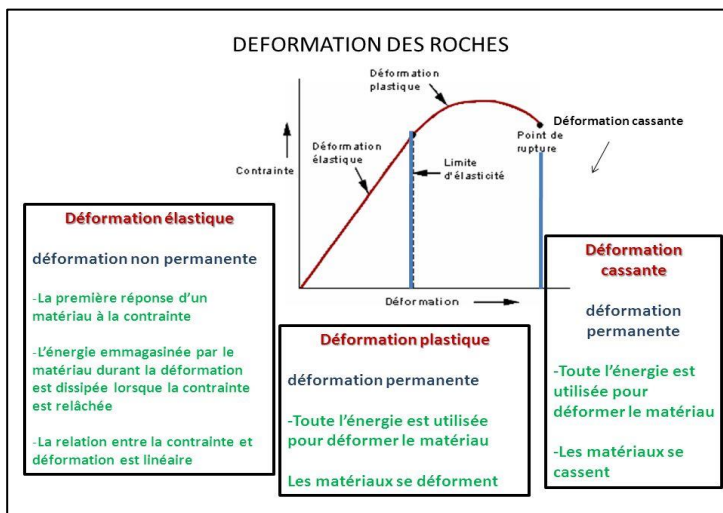 DEFORMATION DES ROCHES
Déformation
plastique
Déformation cassante
Point de
rupture
Déformation
élastique
Contrainte
Limite
d'élasticité
Déformation
Déformation élastique
déformation non permanente
-La première réponse d'un
matériau à la contrainte
-L'énergie emmagasinée par le
matériau durant la déformation
est dissipée lorsque la contrainte
est relâchée
-La relation entre la contrainte et
déformation est linéaire
Déformation plastique
déformation permanente
-Toute l'énergie est utilisée
pour déformer le matériau
Les matériaux se déforment
Déformation
cassante
déformation
permanente
-Toute l'énergie est
utilisée pour
déformer le matériau
-Les matériaux se
cassent